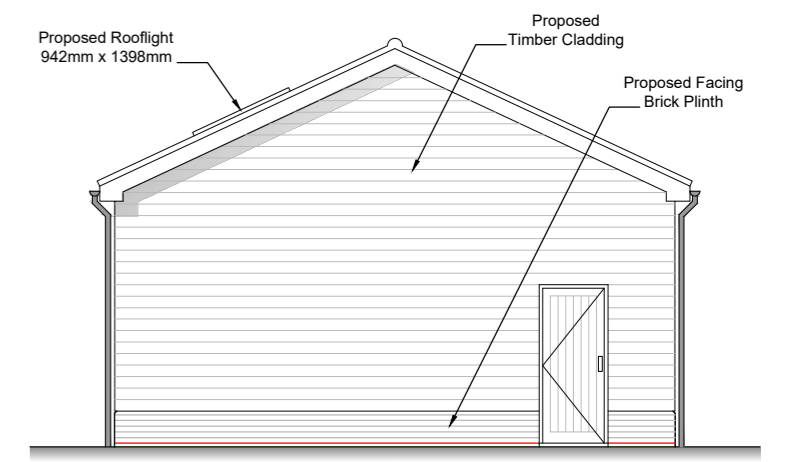 Proposed
Timber Cladding
Proposed Rooflight
942mm x 1398mm
Proposed Facing
Brick Plinth